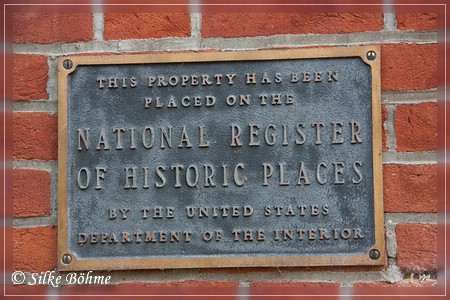 THIS PROPERTY HAS BEEN
PLACED ON THE
NATIONAL REGISTER
OF HISTORIC PLACES
BY THE UNITED STATES
DEPARTMENT OF THE INTERIOR
© Silke Böhme